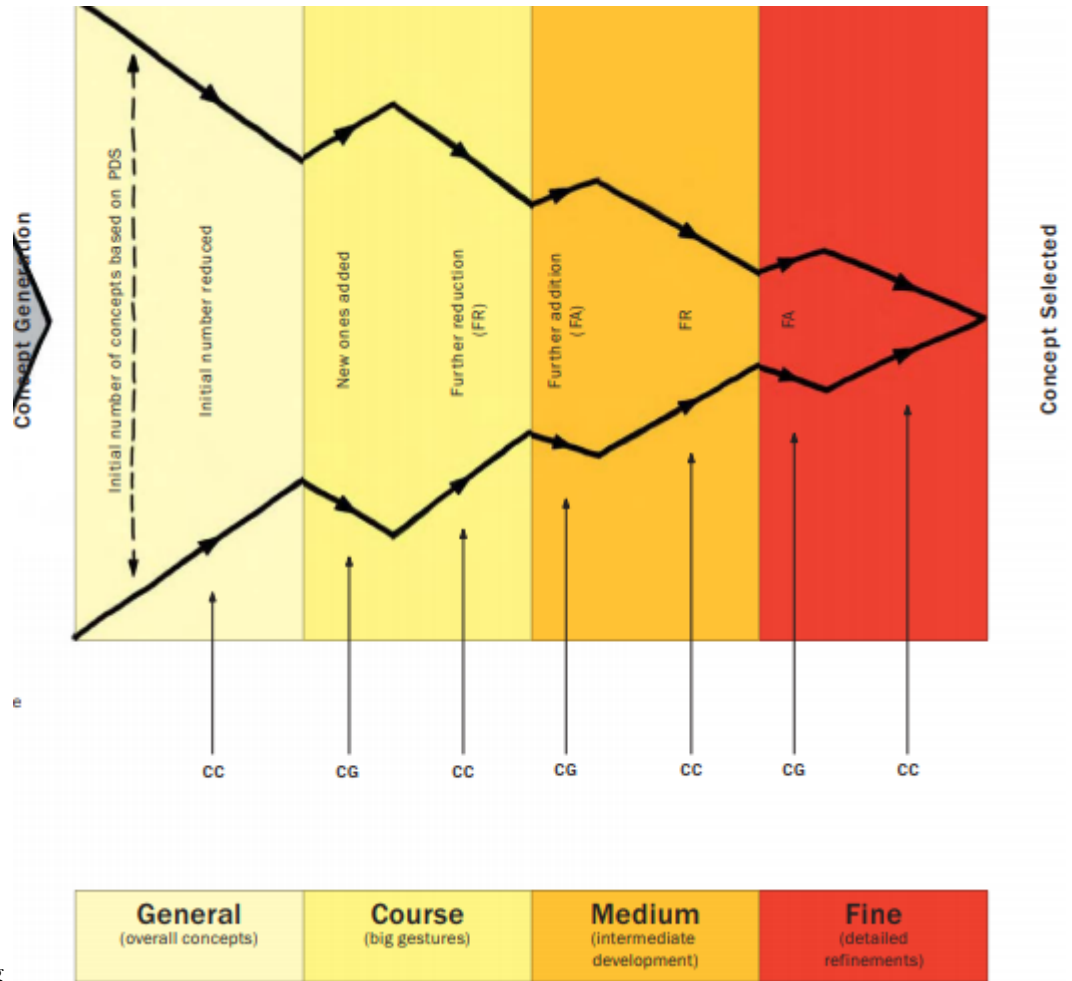 Concept Generation
Initial number of concepts based on PDS
Initial number reduced
New ones added
Further reduction
(FR)
Further addition
(FA)
FR
FA
Concept Selected
e
CC
CG
CC
CG
CC
CG
CC
General
(overall concepts)
Course
(big gestures)
Medium
(intermediate
development)
Fine
(detailed
refinements)